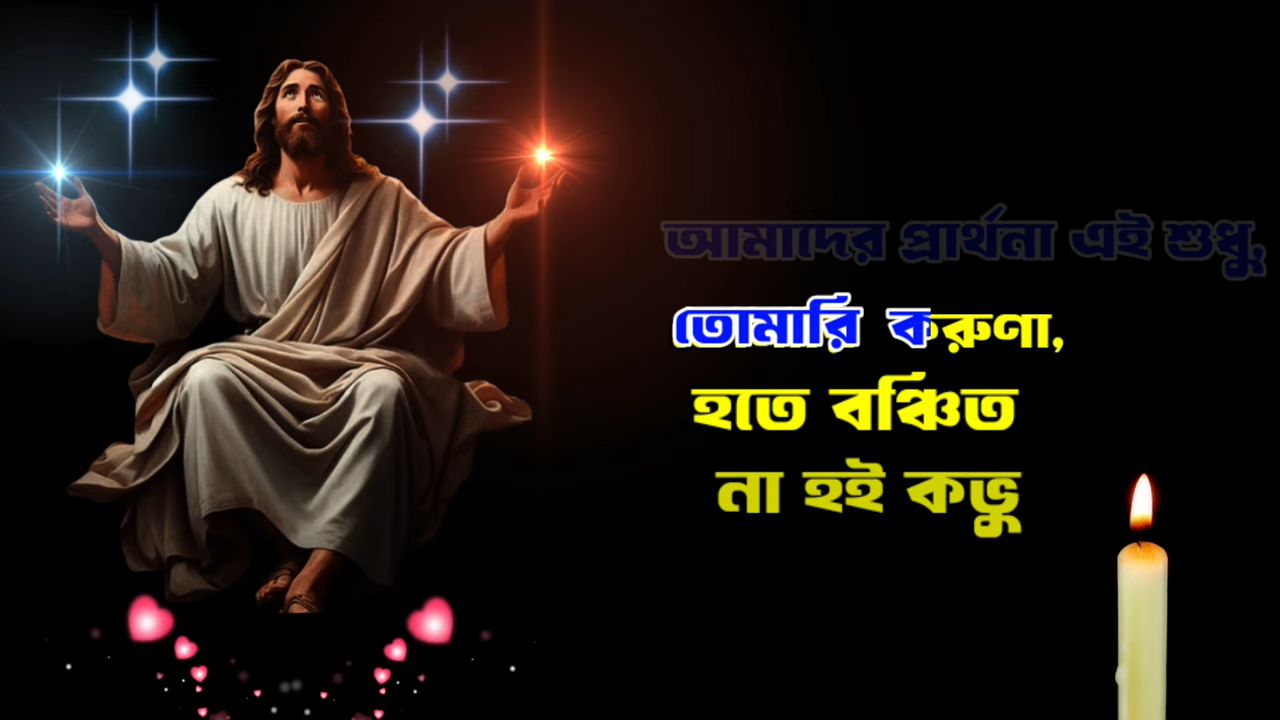 আমাদের প্রার্থনা এই শুধু,
তোমারি করুণা,
হতে বঞ্চিত
না হই কভু